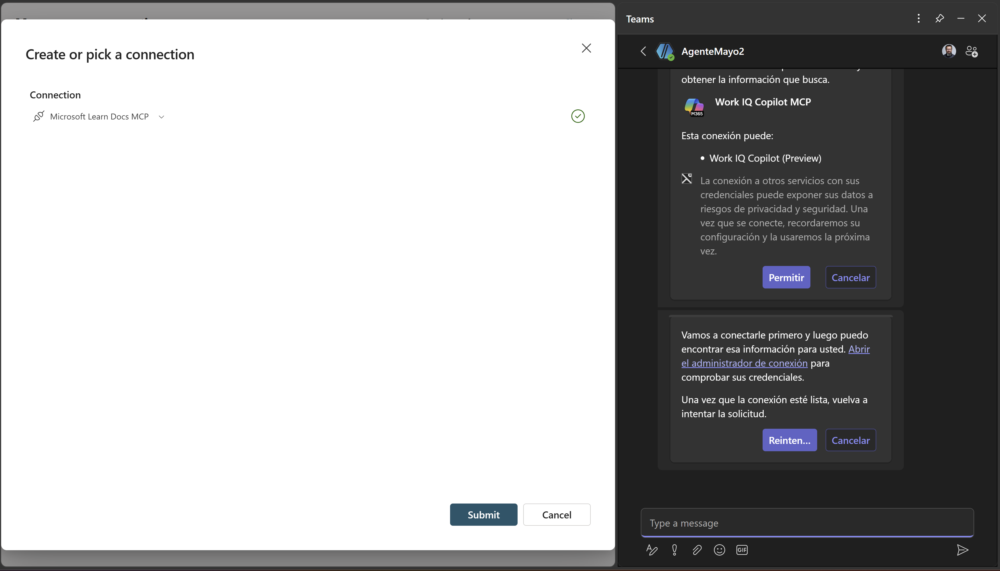 Create or pick a connection
Connection
Microsoft Learn Docs MCP
Submit
Cancel
Teams
AgenteMayo2
obtener la información que busca.
M365
Work IQ Copilot MCP
Esta conexión puede:
• Work IQ Copilot (Preview)
La conexión a otros servicios con sus
credenciales puede exponer sus datos a
riesgos de privacidad y seguridad. Una
vez que se conecte, recordaremos su
configuración y la usaremos la próxima
vez.
Permitir
Cancelar
Vamos a conectarle primero y luego puedo
encontrar esa información para usted. Abrir
el administrador de conexión para
comprobar sus credenciales.
Una vez que la conexión esté lista, vuelva a
intentar la solicitud.
Reinten...
Cancelar
Type a message
GIF